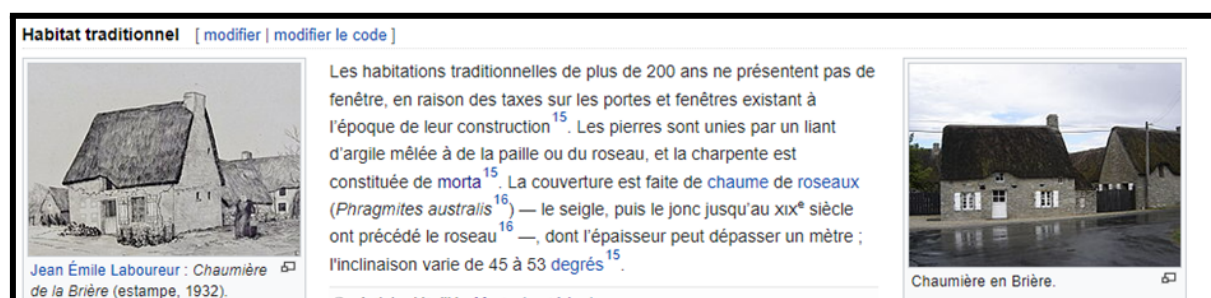 Habitat traditionnel [ modifier | modifier le code ]
Jean Émile Laboureur : Chaumière
de la Brière (estampe, 1932).
Les habitations traditionnelles de plus de 200 ans ne présentent pas de
fenêtre, en raison des taxes sur les portes et fenêtres existant à
l'époque de leur construction15. Les pierres sont unies par un liant
d'argile mêlée à de la paille ou du roseau, et la charpente est
constituée de morta15. La couverture est faite de chaume de roseaux
(Phragmites australis16) — le seigle, puis le jonc jusqu'au XIXe siècle
ont précédé le roseau16 —, dont l'épaisseur peut dépasser un mètre ;
l'inclinaison varie de 45 à 53 degrés15.
Chaumière en Brière.